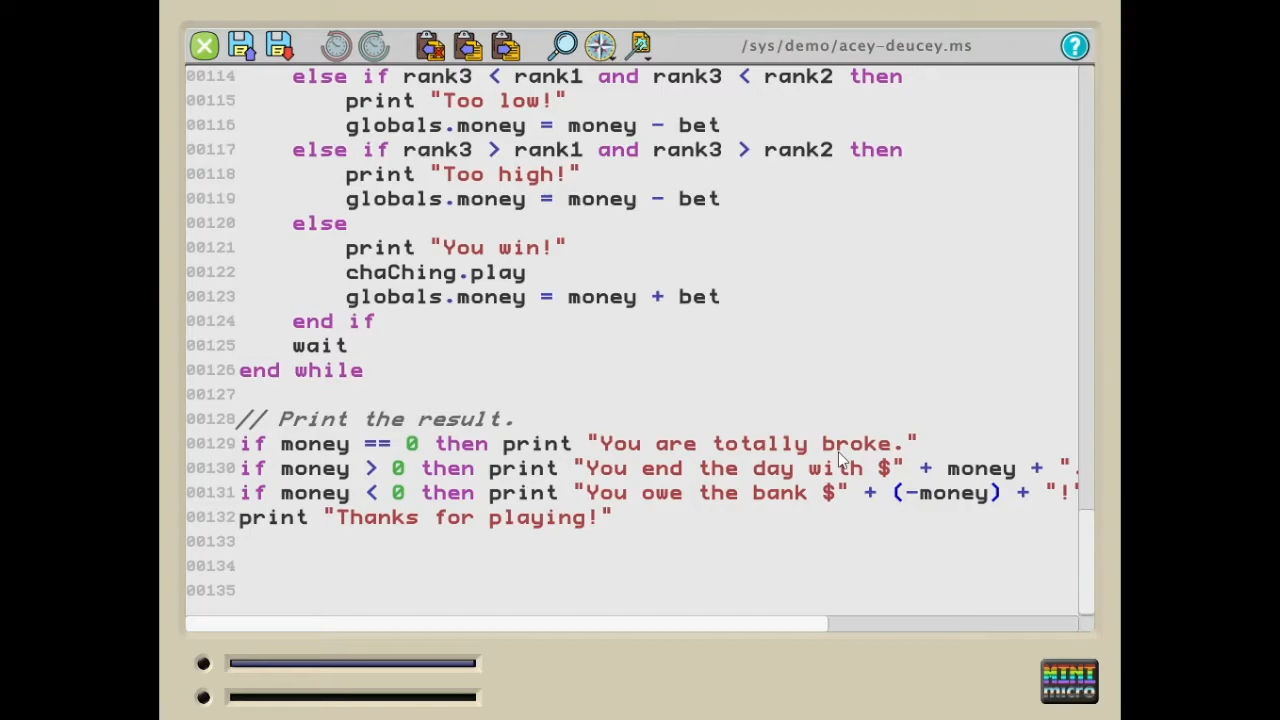 /sys/demo/acey-deucey.ms
?
00114 else if rank3 < rank1 and rank3 < rank2 then
00115 print "Too low!"
00116 globals.money = money - bet
00117 else if rank3 > rank1 and rank3 > rank2 then
00118 print "Too high!"
00119 globals.money = money - bet
00120 else
00121 print "You win!"
00122 chaChing.play
00123 globals.money = money + bet
00124 end if
00125 wait
00126 end while
00127
00128 // Print the result.
00129 if money == 0 then print "You are totally broke."
00130 if money > 0 then print "You end the day with $" + money + ".
00131 if money < 0 then print "You owe the bank $" + (-money) + "!"
00132 print "Thanks for playing!"
00133
00134
00135
MINI
micro